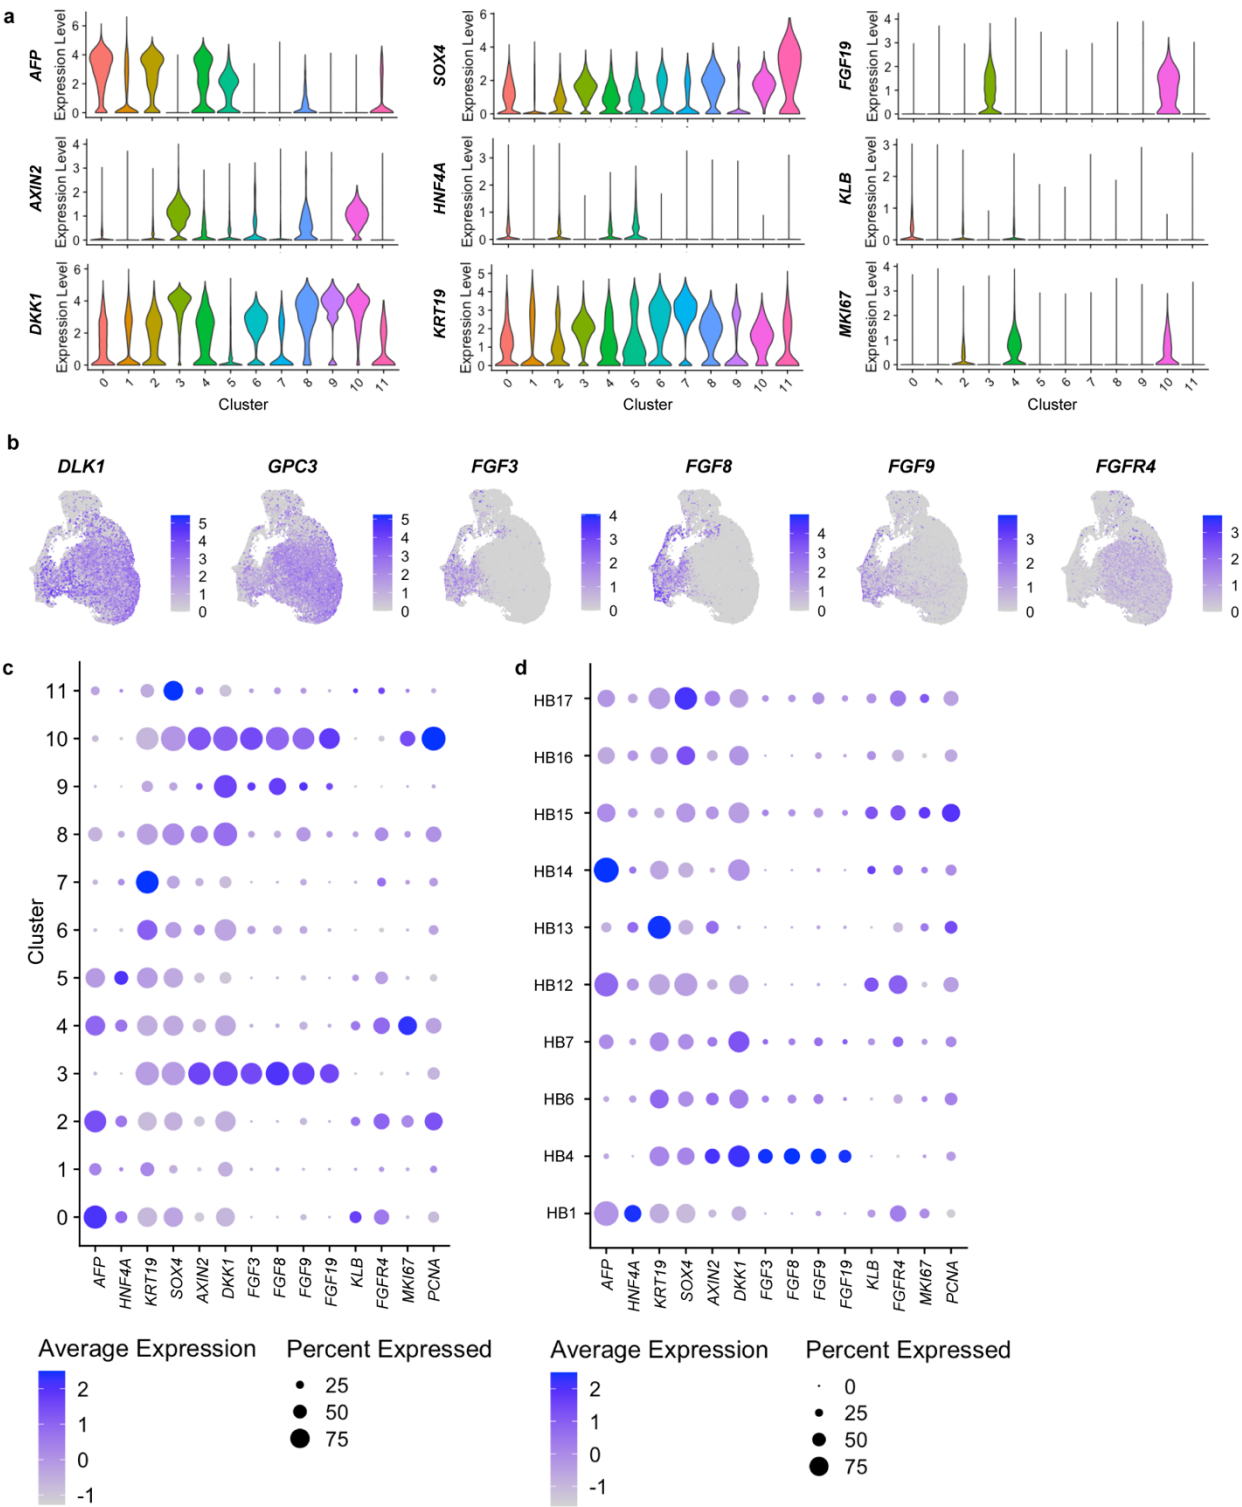 a
AFP
Expression Level
6
4
2
0
SOX4
Expression Level
6
4
2
0
FGF19
Expression Level
4
3
2
1
0
AXIN2
Expression Level
4
3
2
1
0
HNF4A
Expression Level
3
2
1
0
KLB
Expression Level
3
2
1
0
DKK1
Expression Level
6
4
2
0
KRT19
Expression Level
5
4
3
2
1
0
MKI67
Expression Level
4
3
2
1
0
0 1 2 3 4 5 6 7 8 9 10 11
0 1 2 3 4 5 6 7 8 9 10 11
0 1 2 3 4 5 6 7 8 9 10 11
Cluster
Cluster
Cluster
b
DLK1
GPC3
FGF3
FGF8
FGF9
FGFR4
5
4
3
2
1
0
5
4
3
2
1
0
4
3
2
1
0
4
3
2
1
0
3
2
1
0
3
2
1
0
c
Cluster
11
10
9
8
7
6
5
4
3
2
1
0
AFP HNF4A KRT19 SOX4 AXIN2 DKK1 FGF3 FGF8 FGF9 FGF19 KLB FGFR4 MKI67 PCNA
Average Expression
2
1
0
-1
Percent Expressed
25
50
75
d
HB17
HB16
HB15
HB14
HB13
HB12
HB7
HB6
HB4
HB1
AFP HNF4A KRT19 SOX4 AXIN2 DKK1 FGF3 FGF8 FGF9 FGF19 KLB FGFR4 MKI67 PCNA
Average Expression
2
1
0
-1
Percent Expressed
0
25
50
75